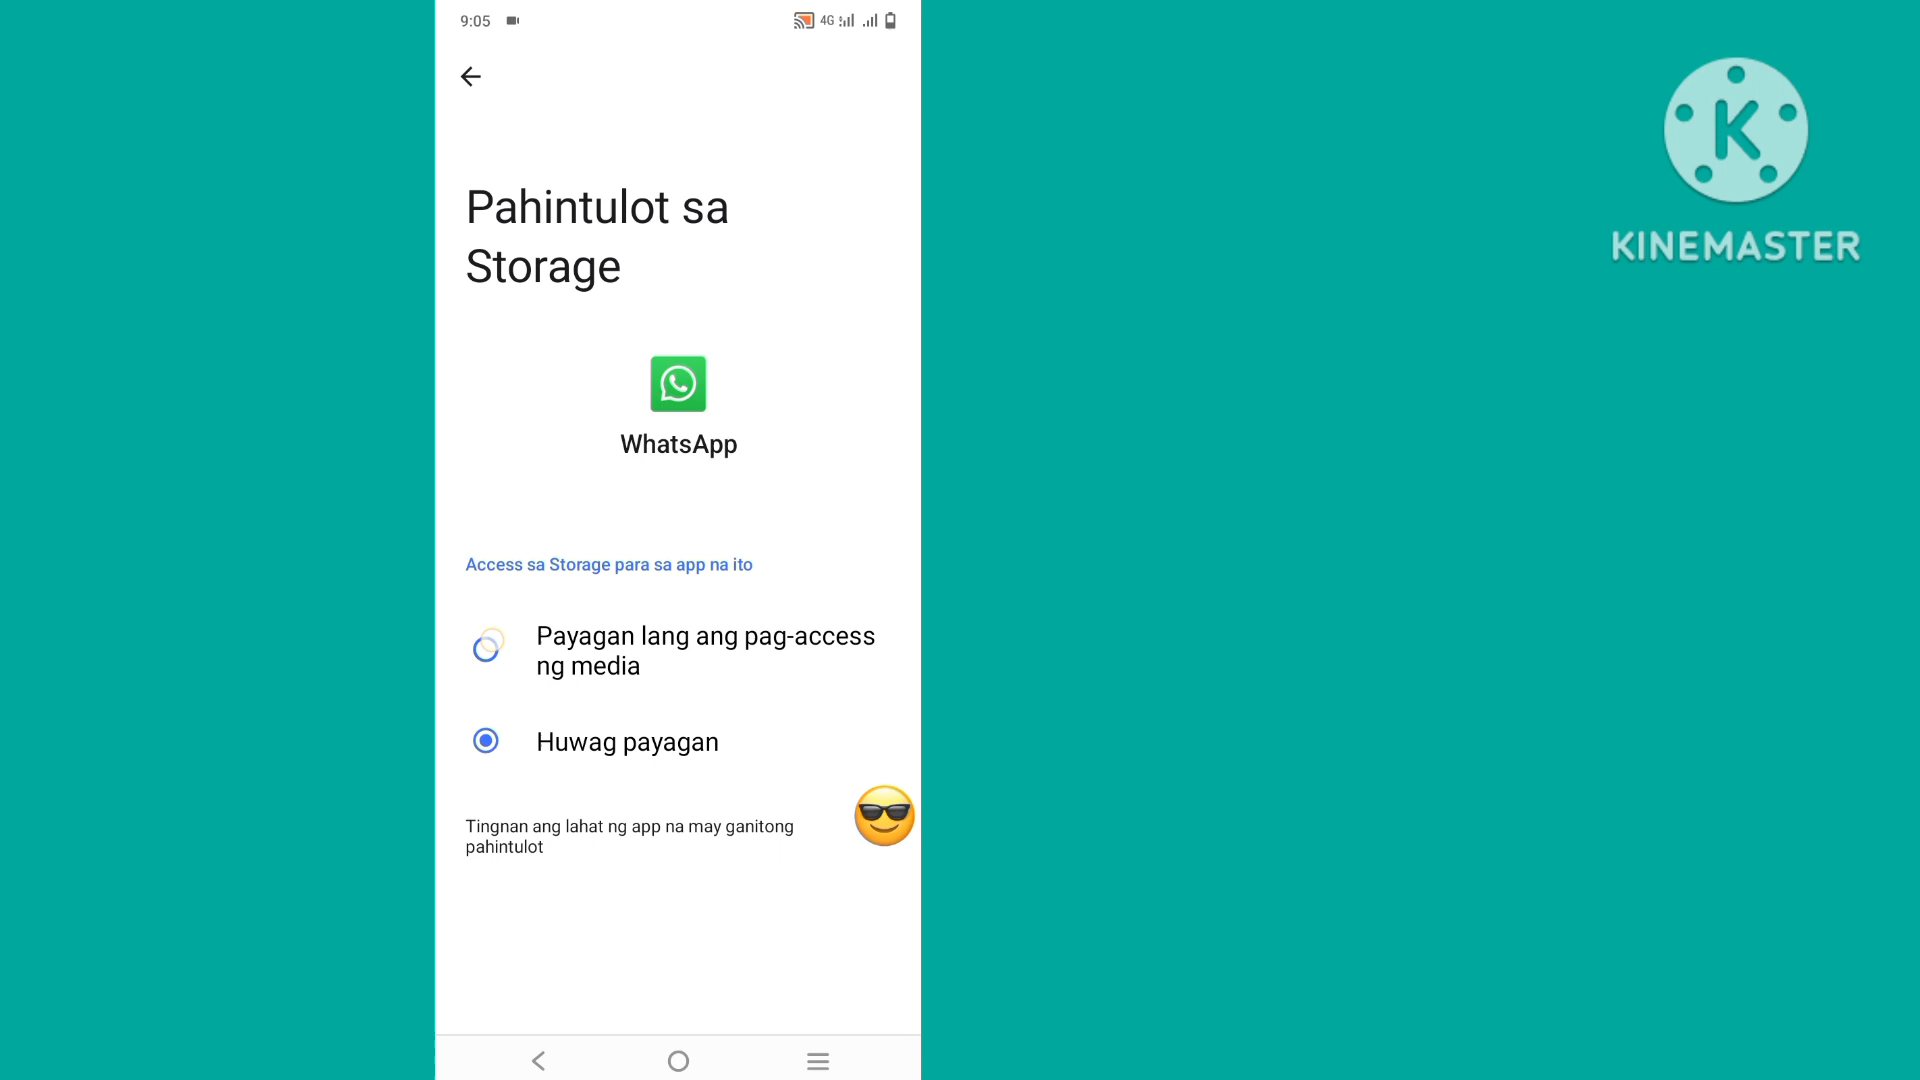 9:05
4G
Pahintulot sa
Storage
WhatsApp
Access sa Storage para sa app na ito
Payagan lang ang pag-access
ng media
Huwag payagan
Tingnan ang lahat ng app na may ganitong
pahintulot
K
KINEMASTER